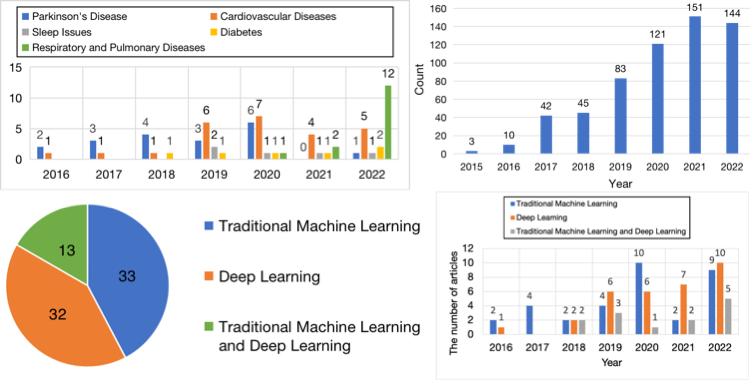 Parkinson's Disease
Cardiovascular Diseases
Sleep Issues
Diabetes
Respiratory and Pulmonary Diseases
15
10
5
0
2 1 3 1 4 1 1 3 6 2 1 6 7 1 1 1 0 4 1 1 2 1 5 1 2 12
2016 2017 2018 2019 2020 2021 2022
Count
160
140
120
100
80
60
40
20
0
3 10 42 45 83 121 151 144
2015 2016 2017 2018 2019 2020 2021 2022
Year
13
33
32
Traditional Machine Learning
Deep Learning
Traditional Machine Learning
and Deep Learning
Traditional Machine Learning
Deep Learning
Traditional Machine Learning and Deep Learning
The number of articles
12
10
8
6
4
2
0
2 1 4 2 2 2 4 6 3 10 6 1 2 7 2 9 10 5
2016 2017 2018 2019 2020 2021 2022
Year